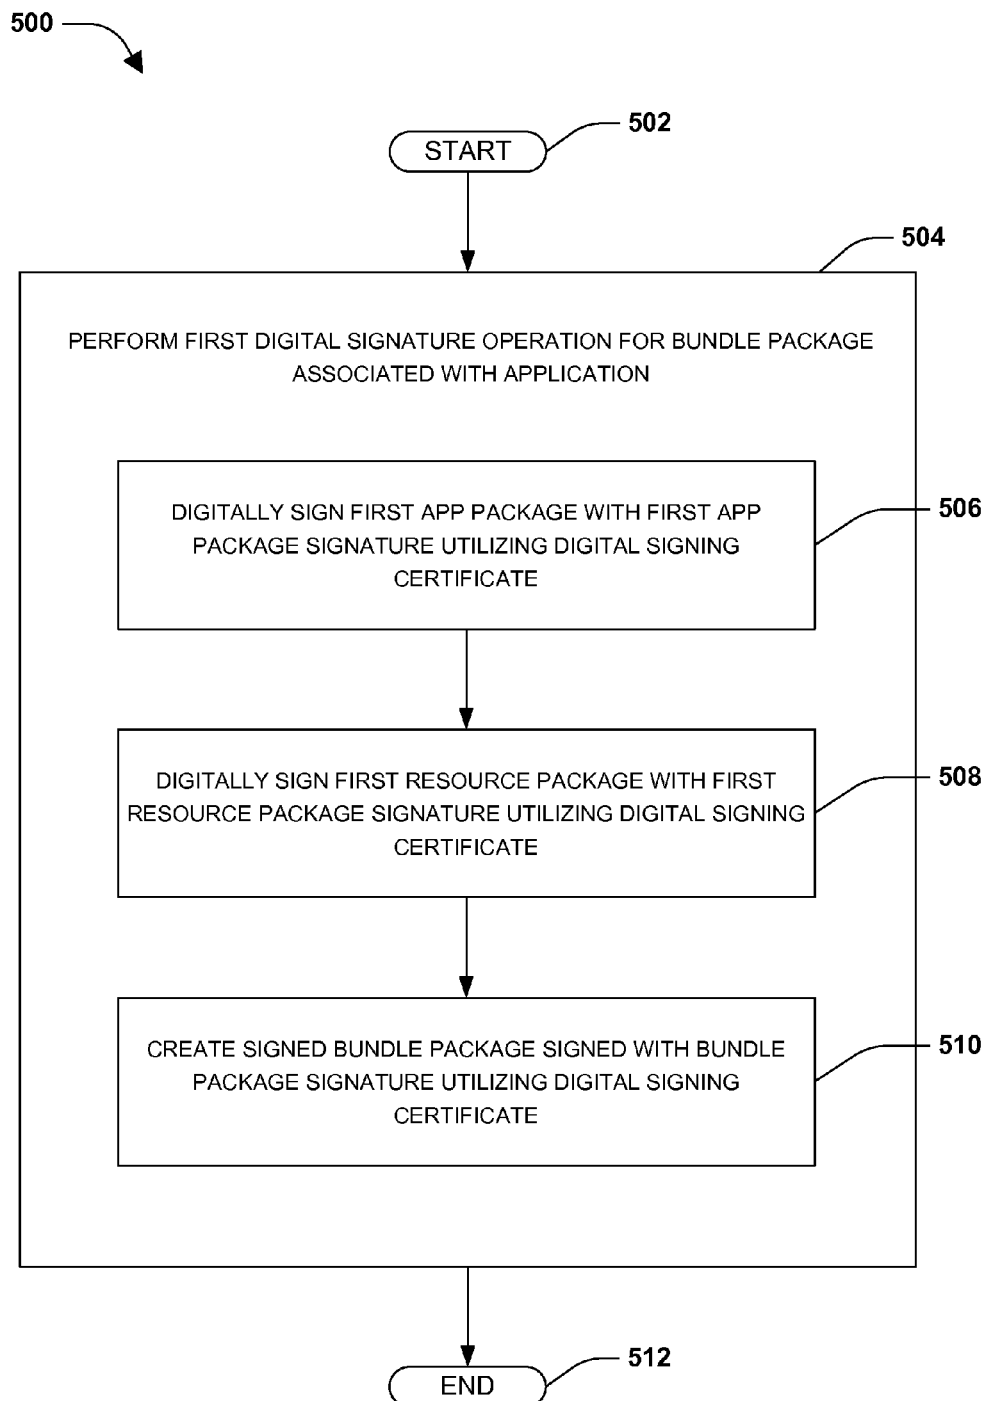 500
START
502
504
PERFORM FIRST DIGITAL SIGNATURE OPERATION FOR BUNDLE PACKAGE
ASSOCIATED WITH APPLICATION
DIGITALLY SIGN FIRST APP PACKAGE WITH FIRST APP
PACKAGE SIGNATURE UTILIZING DIGITAL SIGNING
CERTIFICATE
506
DIGITALLY SIGN FIRST RESOURCE PACKAGE WITH FIRST
RESOURCE PACKAGE SIGNATURE UTILIZING DIGITAL SIGNING
CERTIFICATE
508
CREATE SIGNED BUNDLE PACKAGE SIGNED WITH BUNDLE
PACKAGE SIGNATURE UTILIZING DIGITAL SIGNING
CERTIFICATE
510
END
512